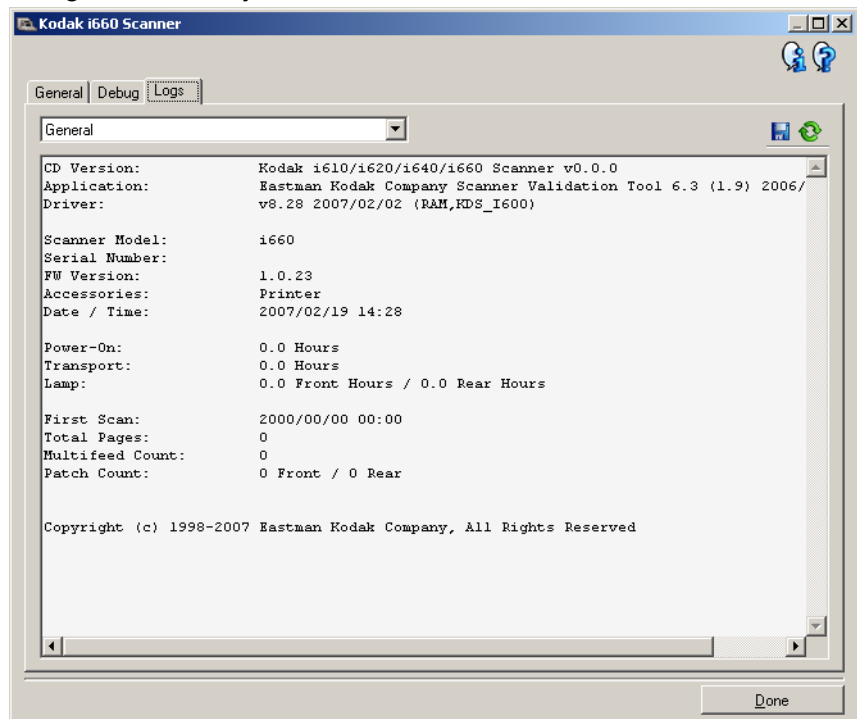 Kodak i660 Scanner
General Debug Logs
General
CD Version: Kodak i610/i620/i640/i660 Scanner v0.0.0
Application: Eastman Kodak Company Scanner Validation Tool 6.3 (1.9) 2006/
Driver: v8.28 2007/02/02 (RAM,KDS_I600)
Scanner Model: i660
Serial Number:
FW Version: 1.0.23
Accessories: Printer
Date / Time: 2007/02/19 14:28
Power-On: 0.0 Hours
Transport: 0.0 Hours
Lamp: 0.0 Front Hours / 0.0 Rear Hours
First Scan: 2000/00/00 00:00
Total Pages: 0
Multifeed Count: 0
Patch Count: 0 Front / 0 Rear
Copyright (c) 1998-2007 Eastman Kodak Company, All Rights Reserved
Done